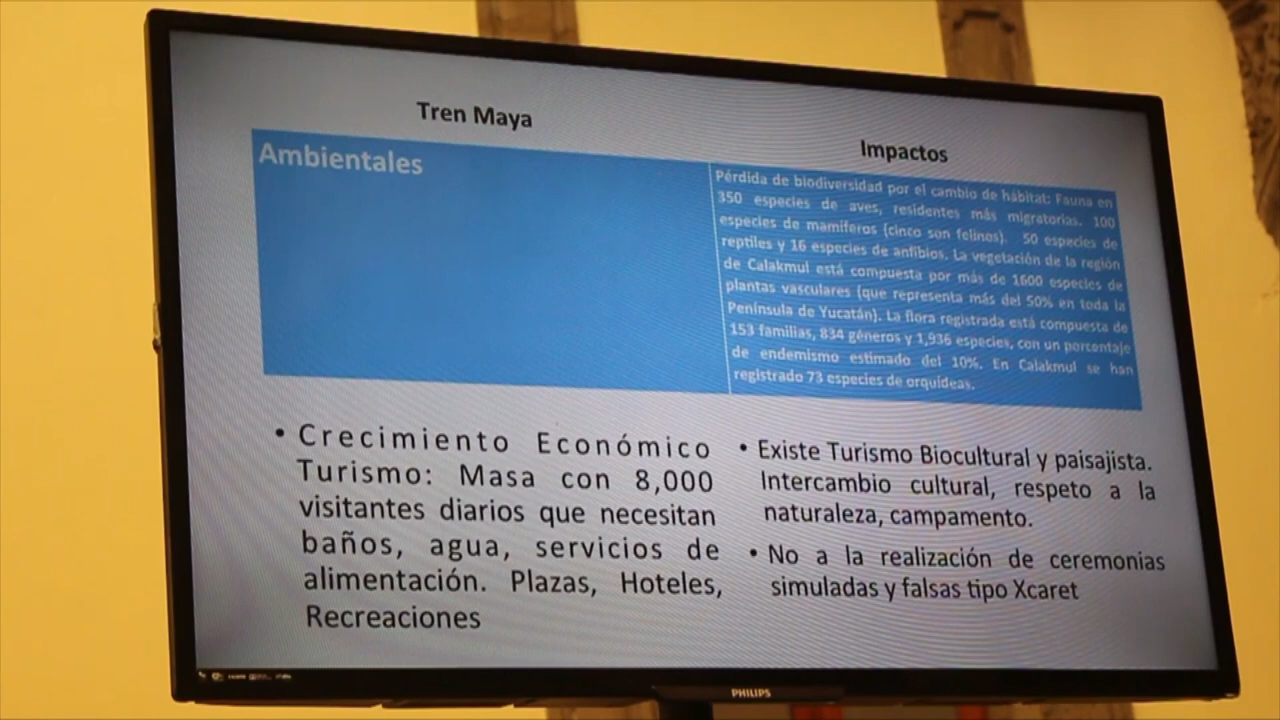 Tren Maya
Impactos
Ambientales
Pérdida de biodiversidad por el cambio de hábitat: Fauna en
350 especies de aves, residentes más migratorias. 100
especies de mamíferos (cinco son felinos). 50 especies de
reptiles y 16 especies de anfibios. La vegetación de la región
de Calakmul está compuesta por más de 1600 especies de
plantas vasculares (que representa más del 50% en toda la
Península de Yucatán). La flora registrada está compuesta de
153 familias, 834 géneros y 1,936 especies, con un porcentaje
de endemismo estimado del 10%. En Calakmul se han
registrado 73 especies de orquídeas.
• Crecimiento Económico
Turismo: Masa con 8,000
visitantes diarios que necesitan
baños, agua, servicios de
alimentación. Plazas, Hoteles,
Recreaciones
• Existe Turismo Biocultural y paisajista.
Intercambio cultural, respeto a la
naturaleza, campamento.
• No a la realización de ceremonias
simuladas y falsas tipo Xcaret
PHILIPS